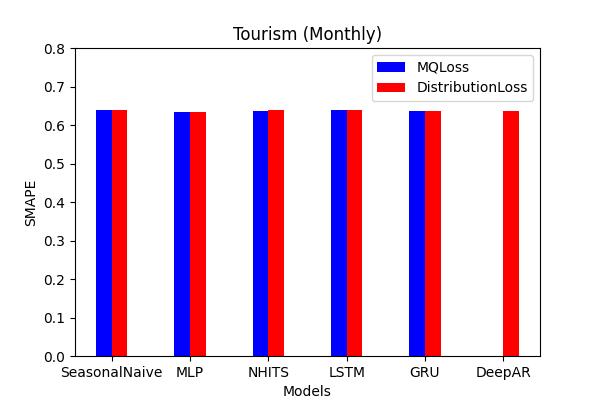 Tourism (Monthly)
MQLoss
DistributionLoss
0.8
0.7
0.6
0.5
0.4
0.3
0.2
0.1
0.0
SMAPE
SeasonalNaive MLP NHITS LSTM GRU DeepAR
Models